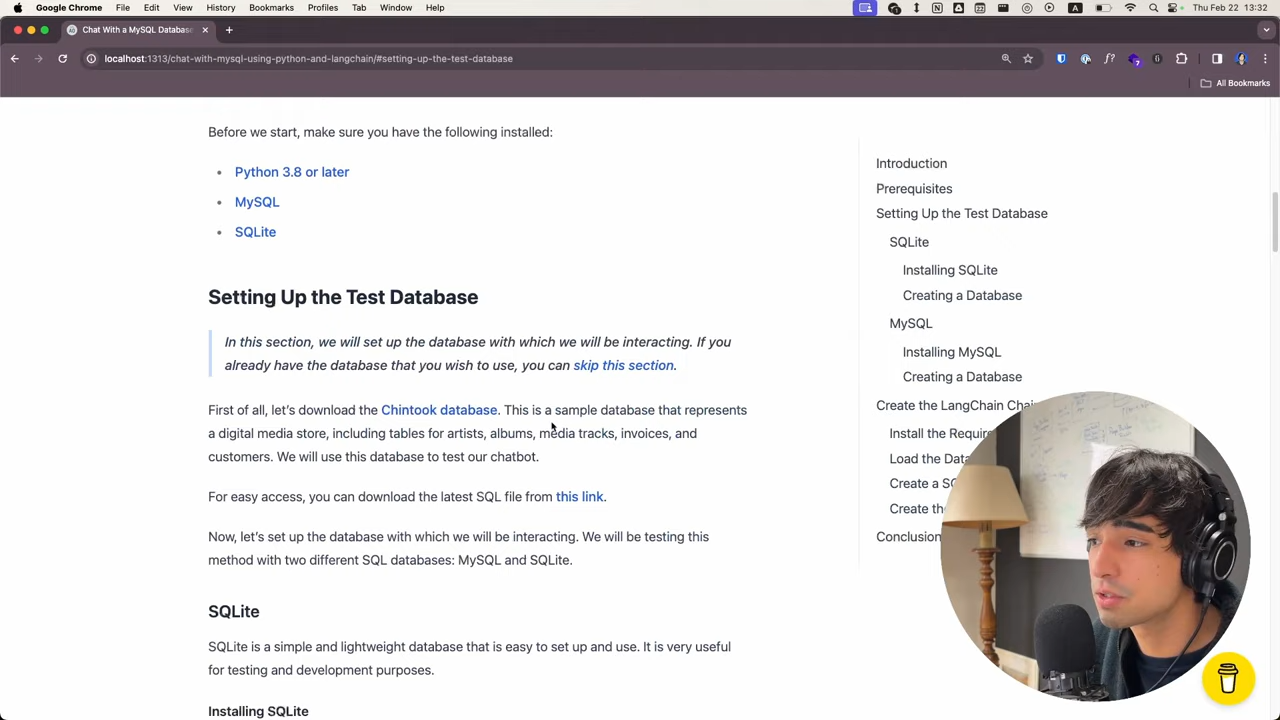 Google Chrome File Edit View History Bookmarks Profiles Tab Window Help Thu Feb 22 13:32
Chat With a MySQL Databas
localhost:1313/chat-with-mysql-using-python-and-langchain/#setting-up-the-test-database
All Bookmarks
Before we start, make sure you have the following installed:
Python 3.8 or later
MySQL
SQLite
Setting Up the Test Database
In this section, we will set up the database with which we will be interacting. If you
already have the database that you wish to use, you can skip this section.
First of all, let's download the Chintook database. This is a sample database that represents
a digital media store, including tables for artists, albums, media tracks, invoices, and
customers. We will use this database to test our chatbot.
For easy access, you can download the latest SQL file from this link.
Now, let's set up the database with which we will be interacting. We will be testing this
method with two different SQL databases: MySQL and SQLite.
SQLite
SQLite is a simple and lightweight database that is easy to set up and use. It is very useful
for testing and development purposes.
Installing SQLite
Introduction
Prerequisites
Setting Up the Test Database
SQLite
Installing SQLite
Creating a Database
MySQL
Installing MySQL
Creating a Database
Create the LangChain Chai
Install the Requir
Load the Data
Create a SQ
Create the
Conclusion